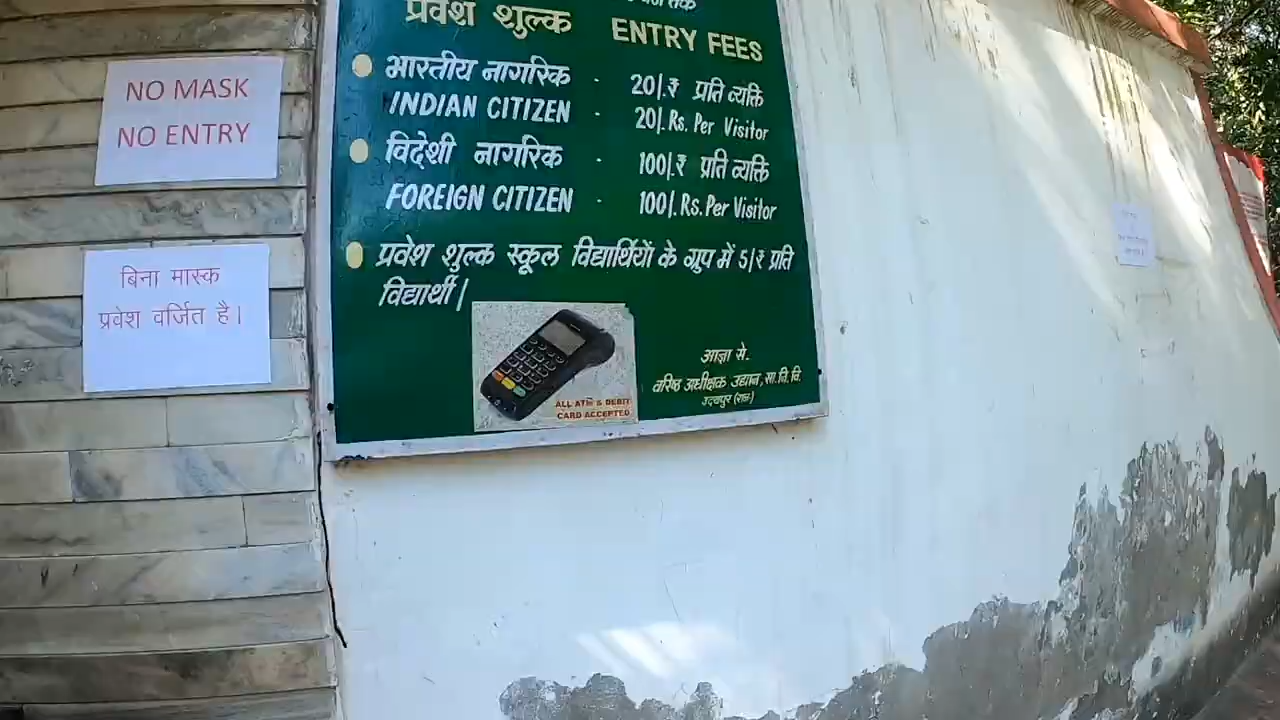 NO MASK
NO ENTRY
बिना मास्क
प्रवेश वर्जित है।
तक
प्रवेश शुल्क ENTRY FEES
भारतीय नागरिक - 20/.₹ प्रति व्यक्ति
INDIAN CITIZEN - 20/. Rs. Per Visitor
विदेशी नागरिक - 100/.₹ प्रति व्यक्ति
FOREIGN CITIZEN - 100/. Rs. Per Visitor
प्रवेश शुल्क स्कूल विद्यार्थियों के ग्रुप में 5/₹ प्रति
विद्यार्थी।
ALL ATM & DEBIT
CARD ACCEPTED
आज्ञा से.
वरिष्ठ अधीक्षक उद्यान, सा.नि.वि.
उदयपुर (राज.)